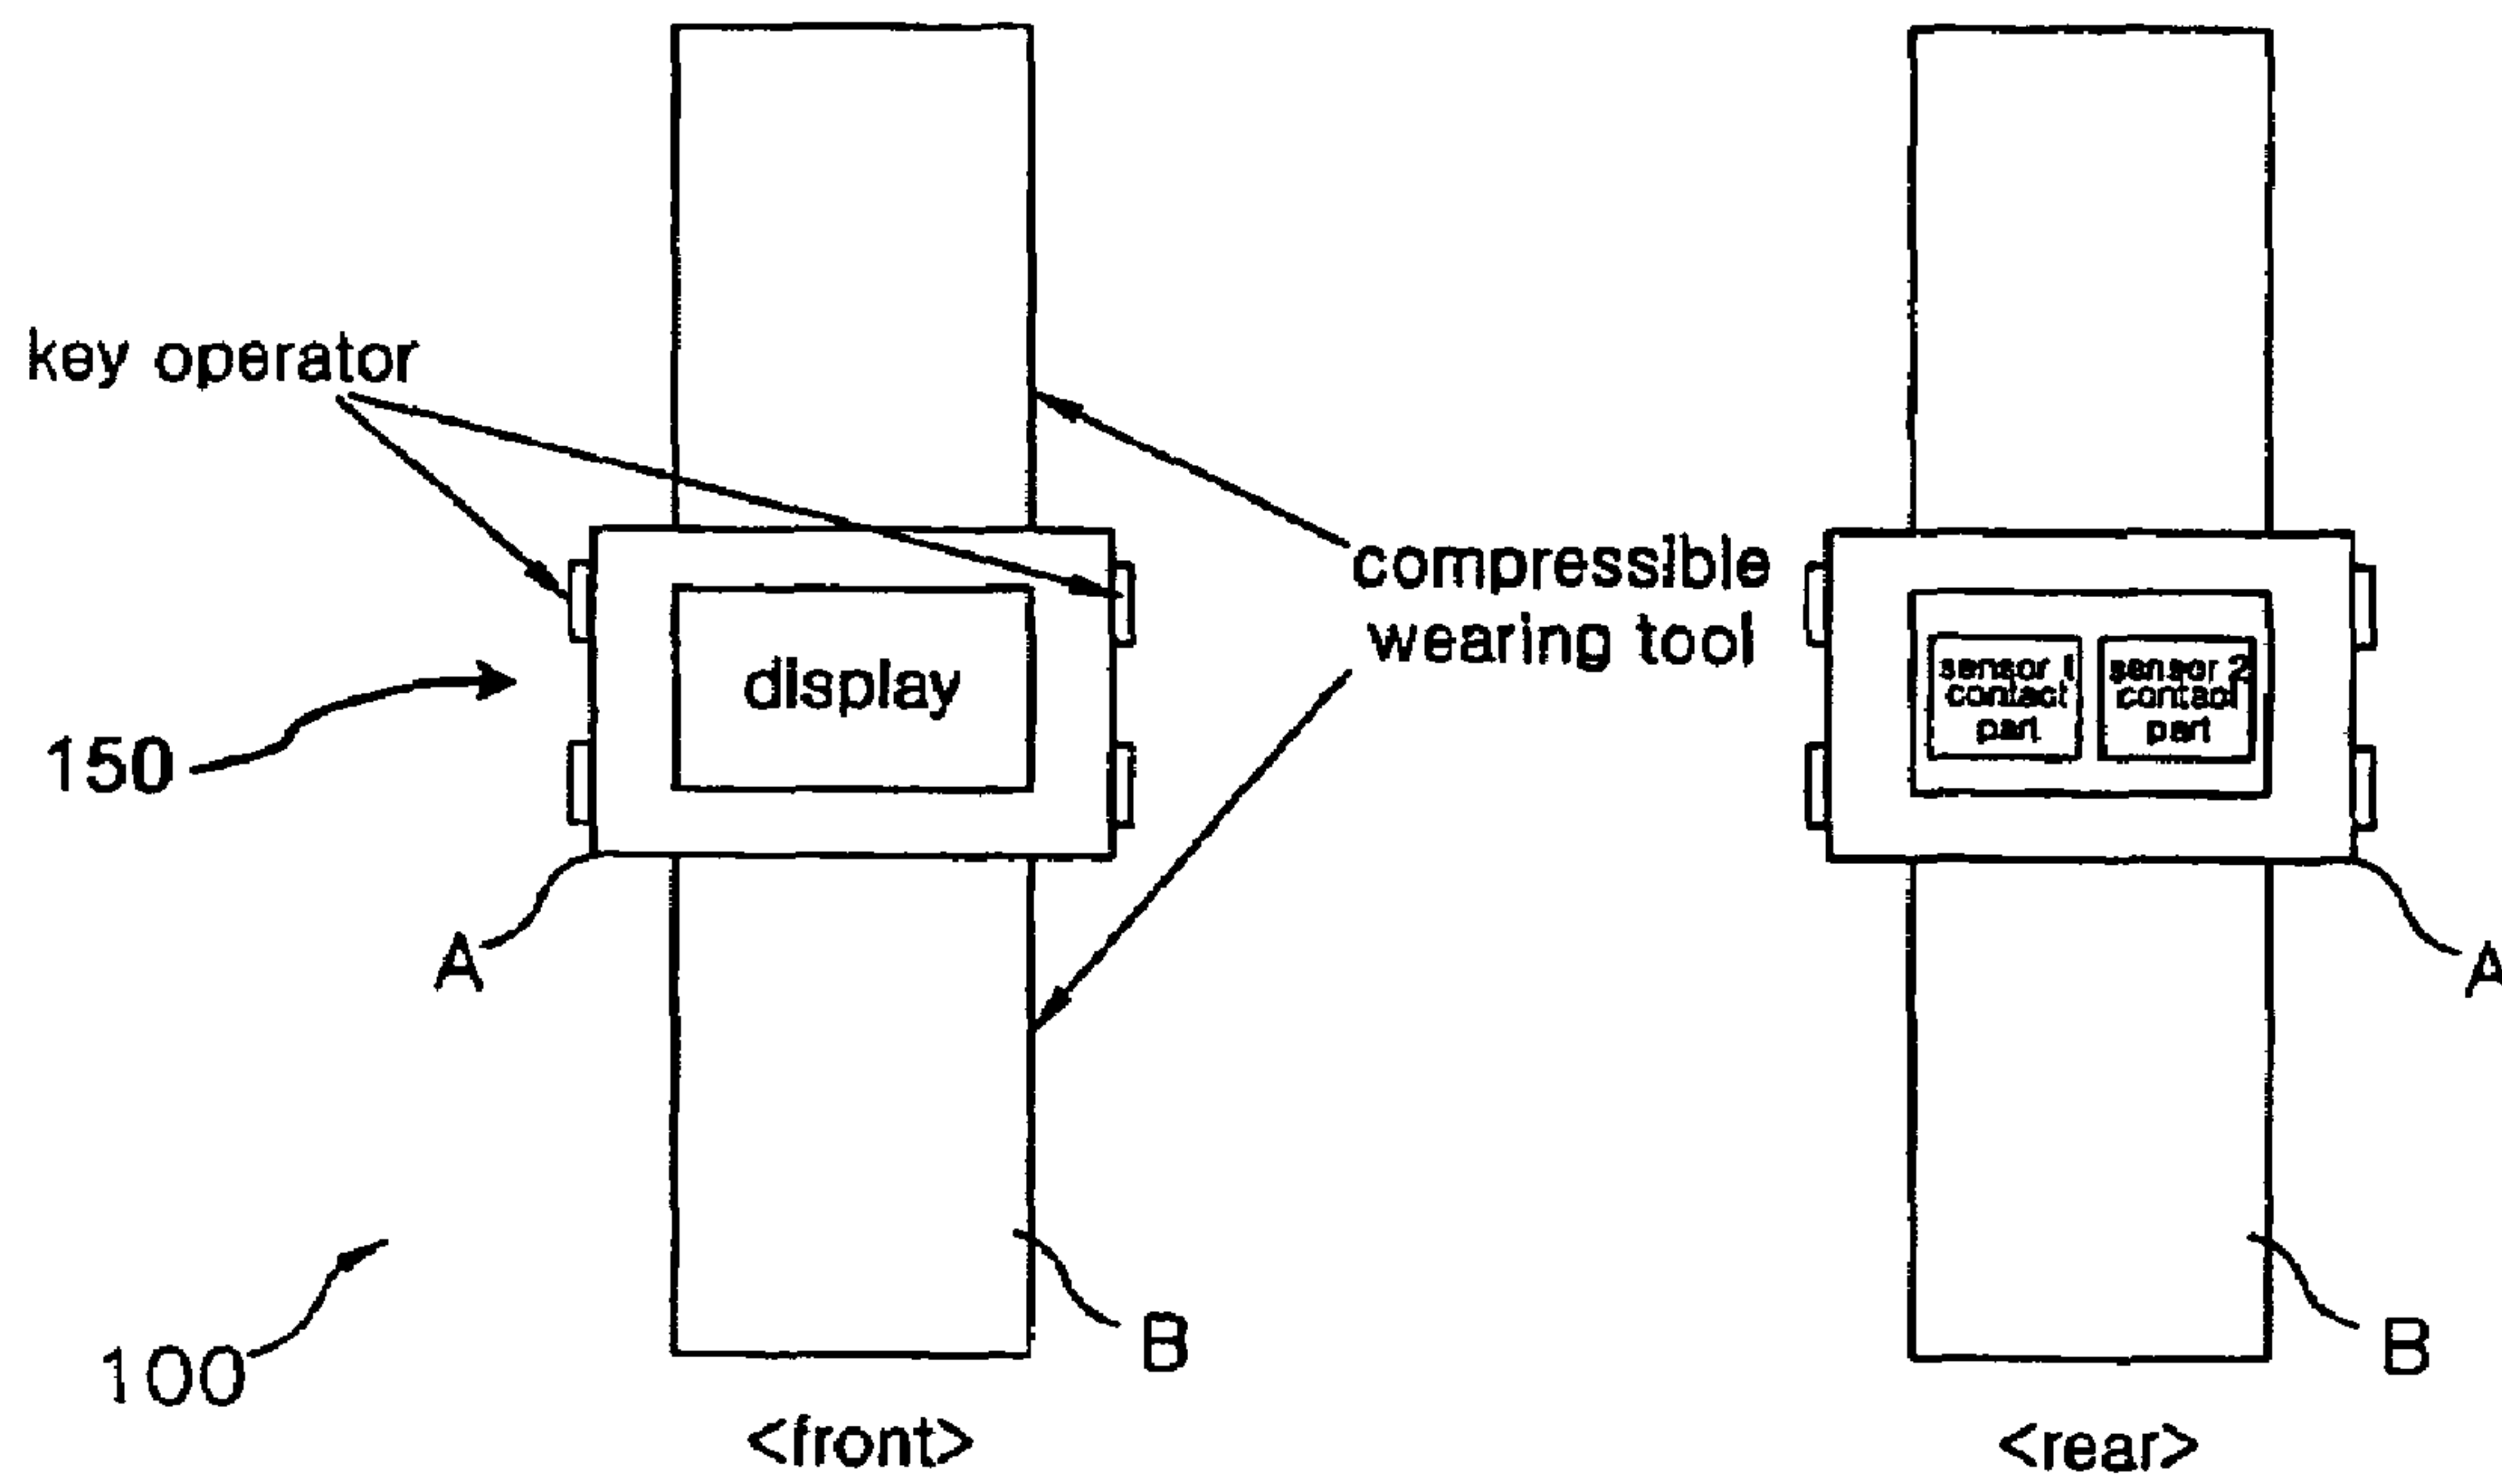 key operator
compressible
wearing tool
display
sensor 1
contact
part
sensor 2
contact
part
150
A
A
B
B
100
<front>
<rear>